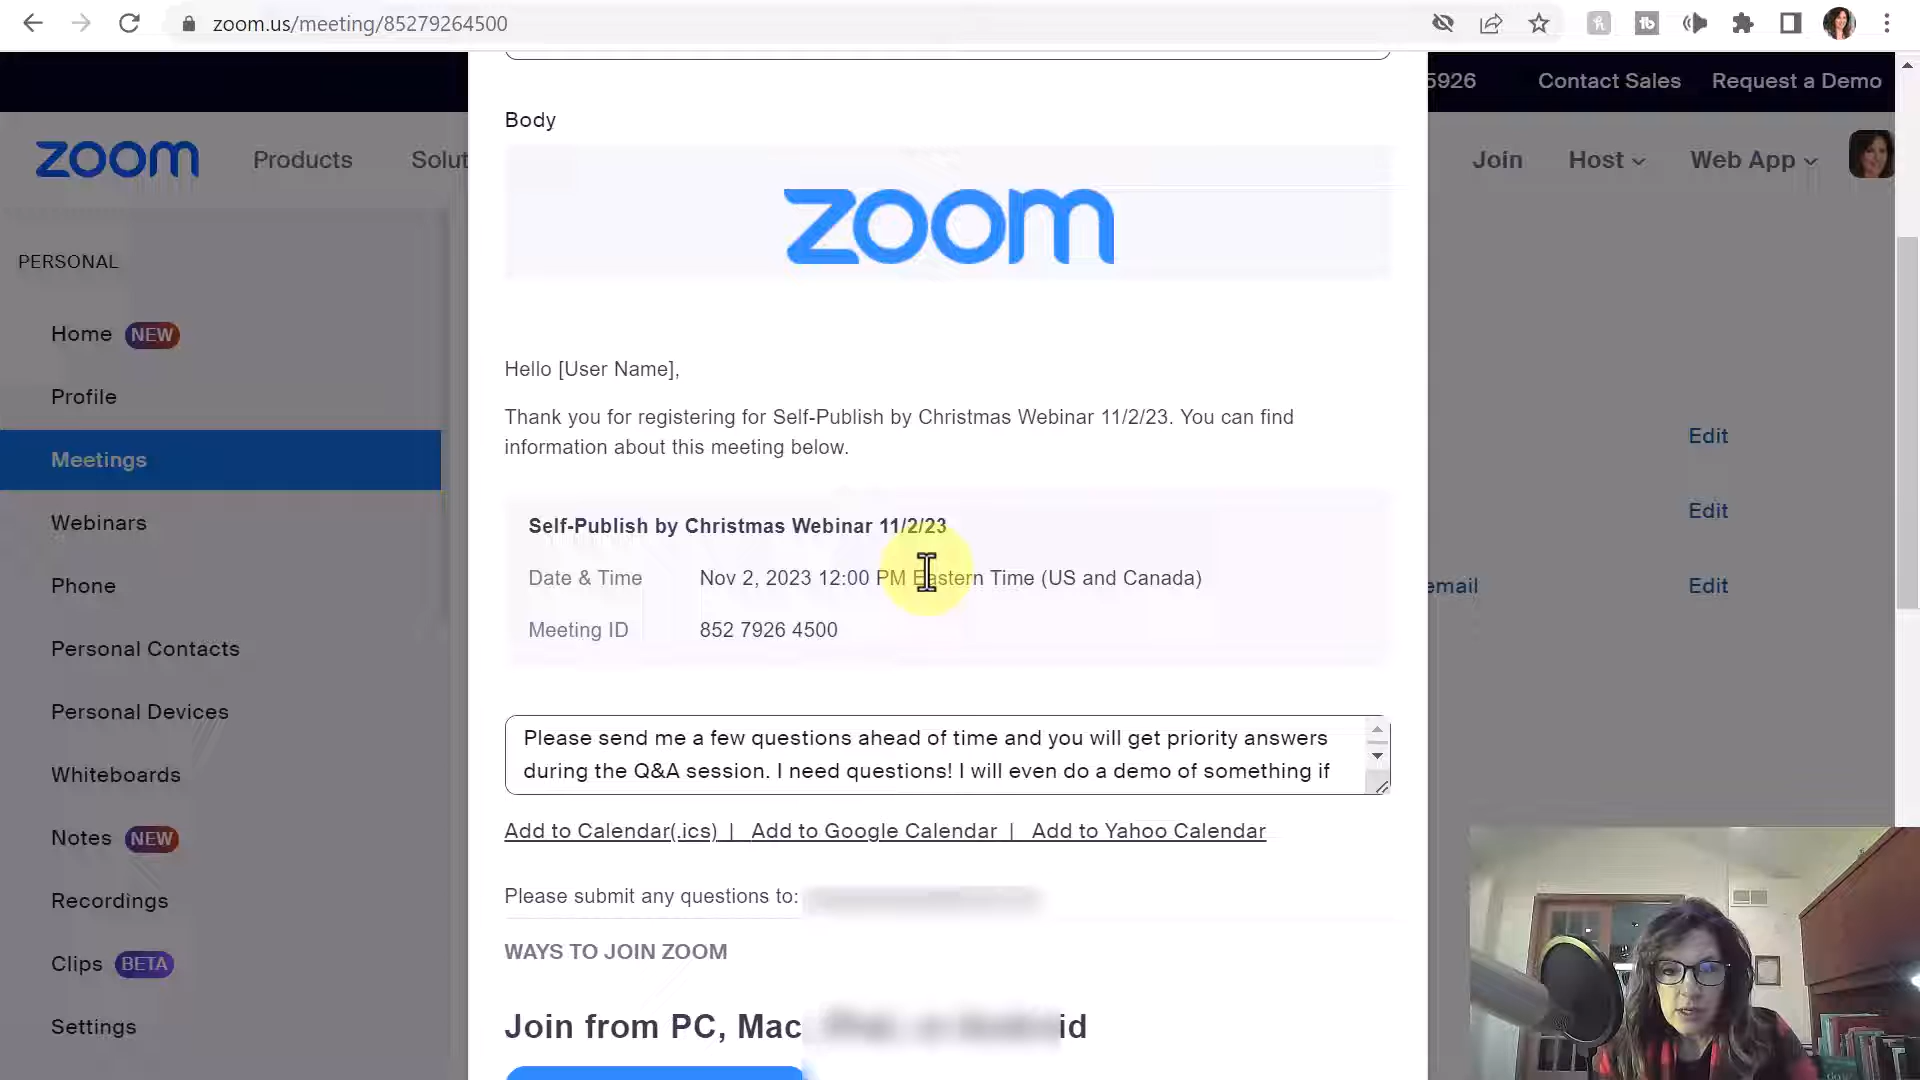 zoom.us/meeting/85279264500
5926
Contact Sales
Request a Demo
zoom
Products
Solut
Join
Host
Web App
PERSONAL
Home NEW
Profile
Meetings
Webinars
Phone
Personal Contacts
Personal Devices
Whiteboards
Notes NEW
Recordings
Clips BETA
Settings
Body
zoom
Hello [User Name],
Thank you for registering for Self-Publish by Christmas Webinar 11/2/23. You can find
information about this meeting below.
Self-Publish by Christmas Webinar 11/2/23
Date & Time Nov 2, 2023 12:00 PM Eastern Time (US and Canada)
Meeting ID 852 7926 4500
Please send me a few questions ahead of time and you will get priority answers
during the Q&A session. I need questions! I will even do a demo of something if
Add to Calendar(.ics) | Add to Google Calendar | Add to Yahoo Calendar
Please submit any questions to:
WAYS TO JOIN ZOOM
Join from PC, Mac id
Edit
Edit
email Edit